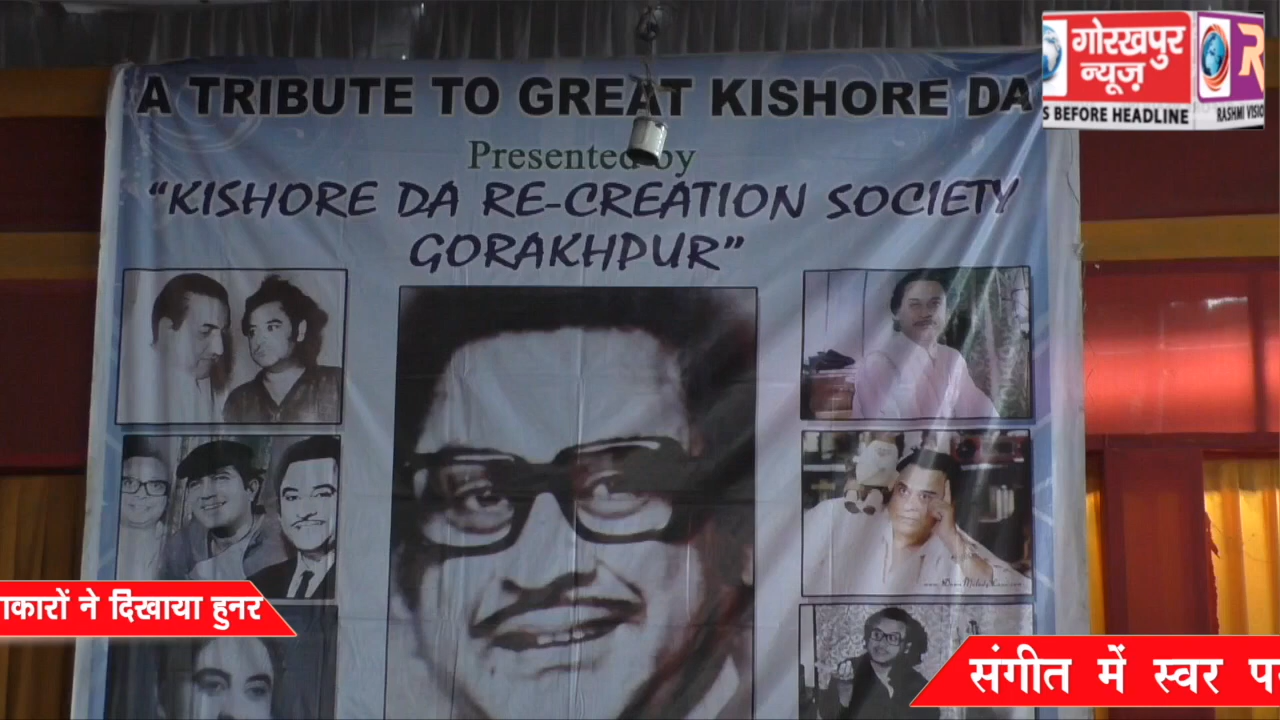 A TRIBUTE TO GREAT KISHORE DA
Presented by
“KISHORE DA RE-CREATION SOCIETY
GORAKHPUR”
गोरखपुर
न्यूज़
BEFORE HEADLINE
RASHMI
ने दिखाया हुनर
संगीत में स्वर